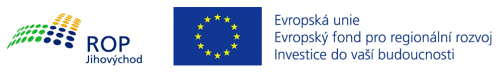 ROP
Jihovýchod
Evropská unie
Evropský fond pro regionální rozvoj
Investice do vaší budoucnosti